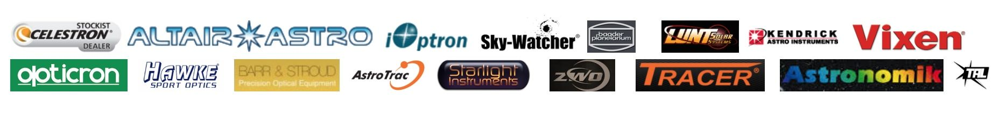 STOCKIST
CELESTRON®
DEALER
ALTAIR ASTRO
iOptron
Sky-Watcher®
baader
planetarium
LUNT SOLAR
SYSTEMS
KENDRICK
ASTRO INSTRUMENTS
Vixen®
opticron
HAWKE®
SPORT OPTICS
BARR & STROUD
Precision Optical Equipment
AstroTrac
Starlight
Instruments
ZWO
TRACER®
Astronomik
TAL